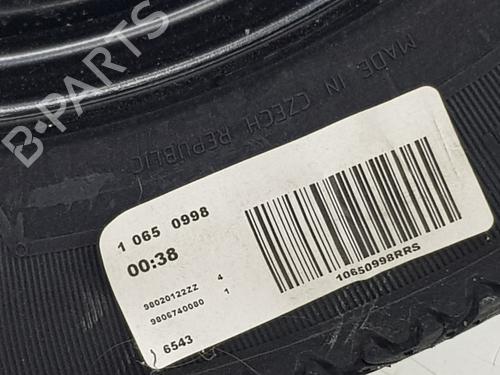 B-PARTS
MADE IN CZECH REPUBLIC
1 065 0998
00:38
98020122ZZ 4
9806740080 1
6543
10650998RRS